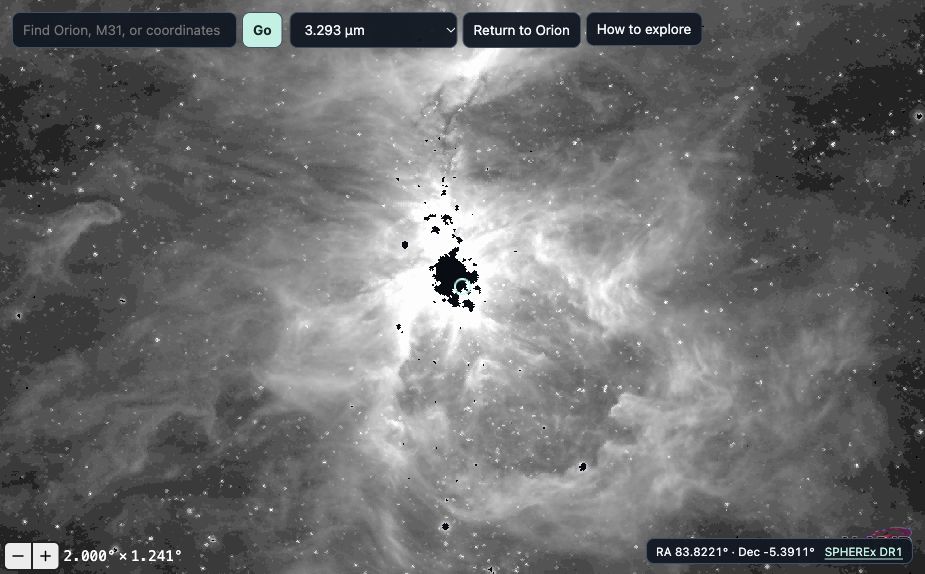 Find Orion, M31, or coordinates Go 3.293 µm Return to Orion How to explore
− + 2.000° × 1.241° RA 83.8221° · Dec -5.3911° SPHEREx DR1